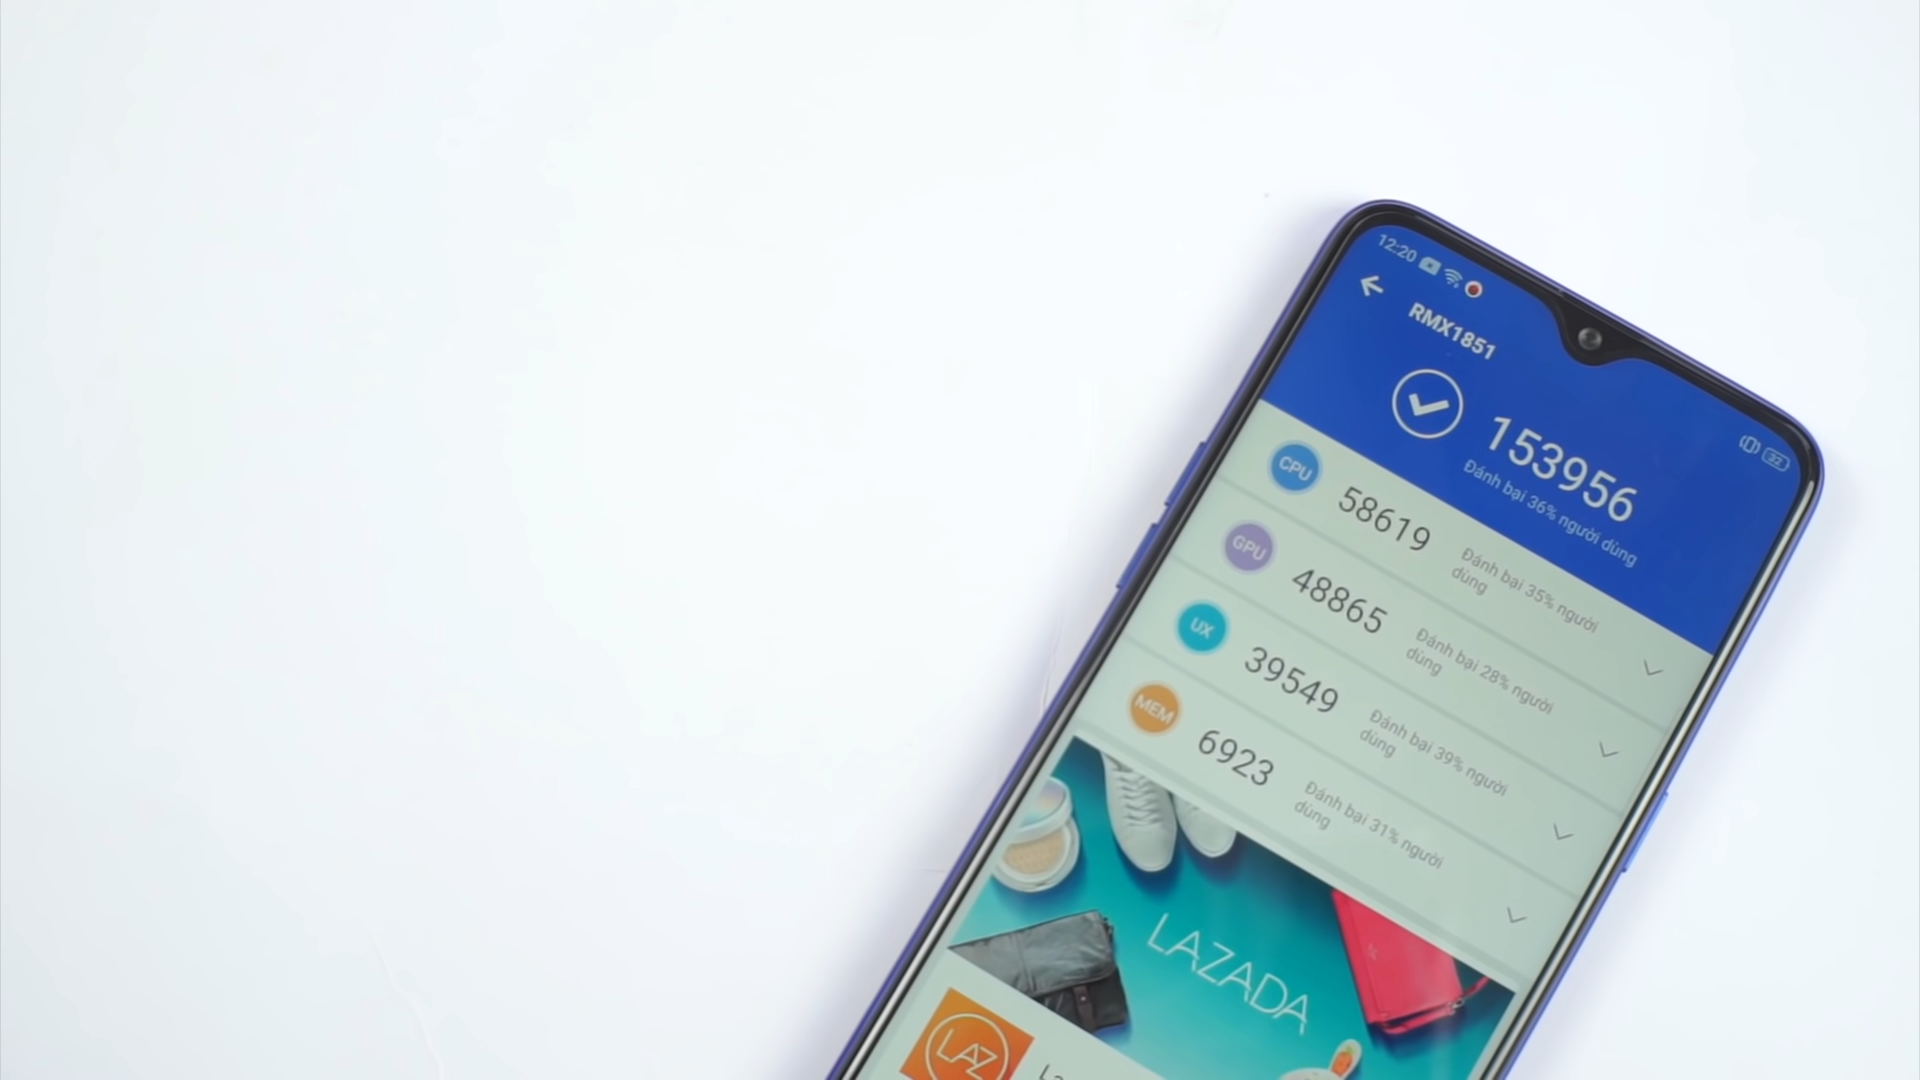 12:20
32
RMX1851
153956
Đánh bại 36% người dùng
CPU
58619
Đánh bại 35% người
dùng
GPU
48865
Đánh bại 28% người
dùng
UX
39549
Đánh bại 39% người
dùng
MEM
6923
Đánh bại 31% người
dùng
LAZADA
LAZ